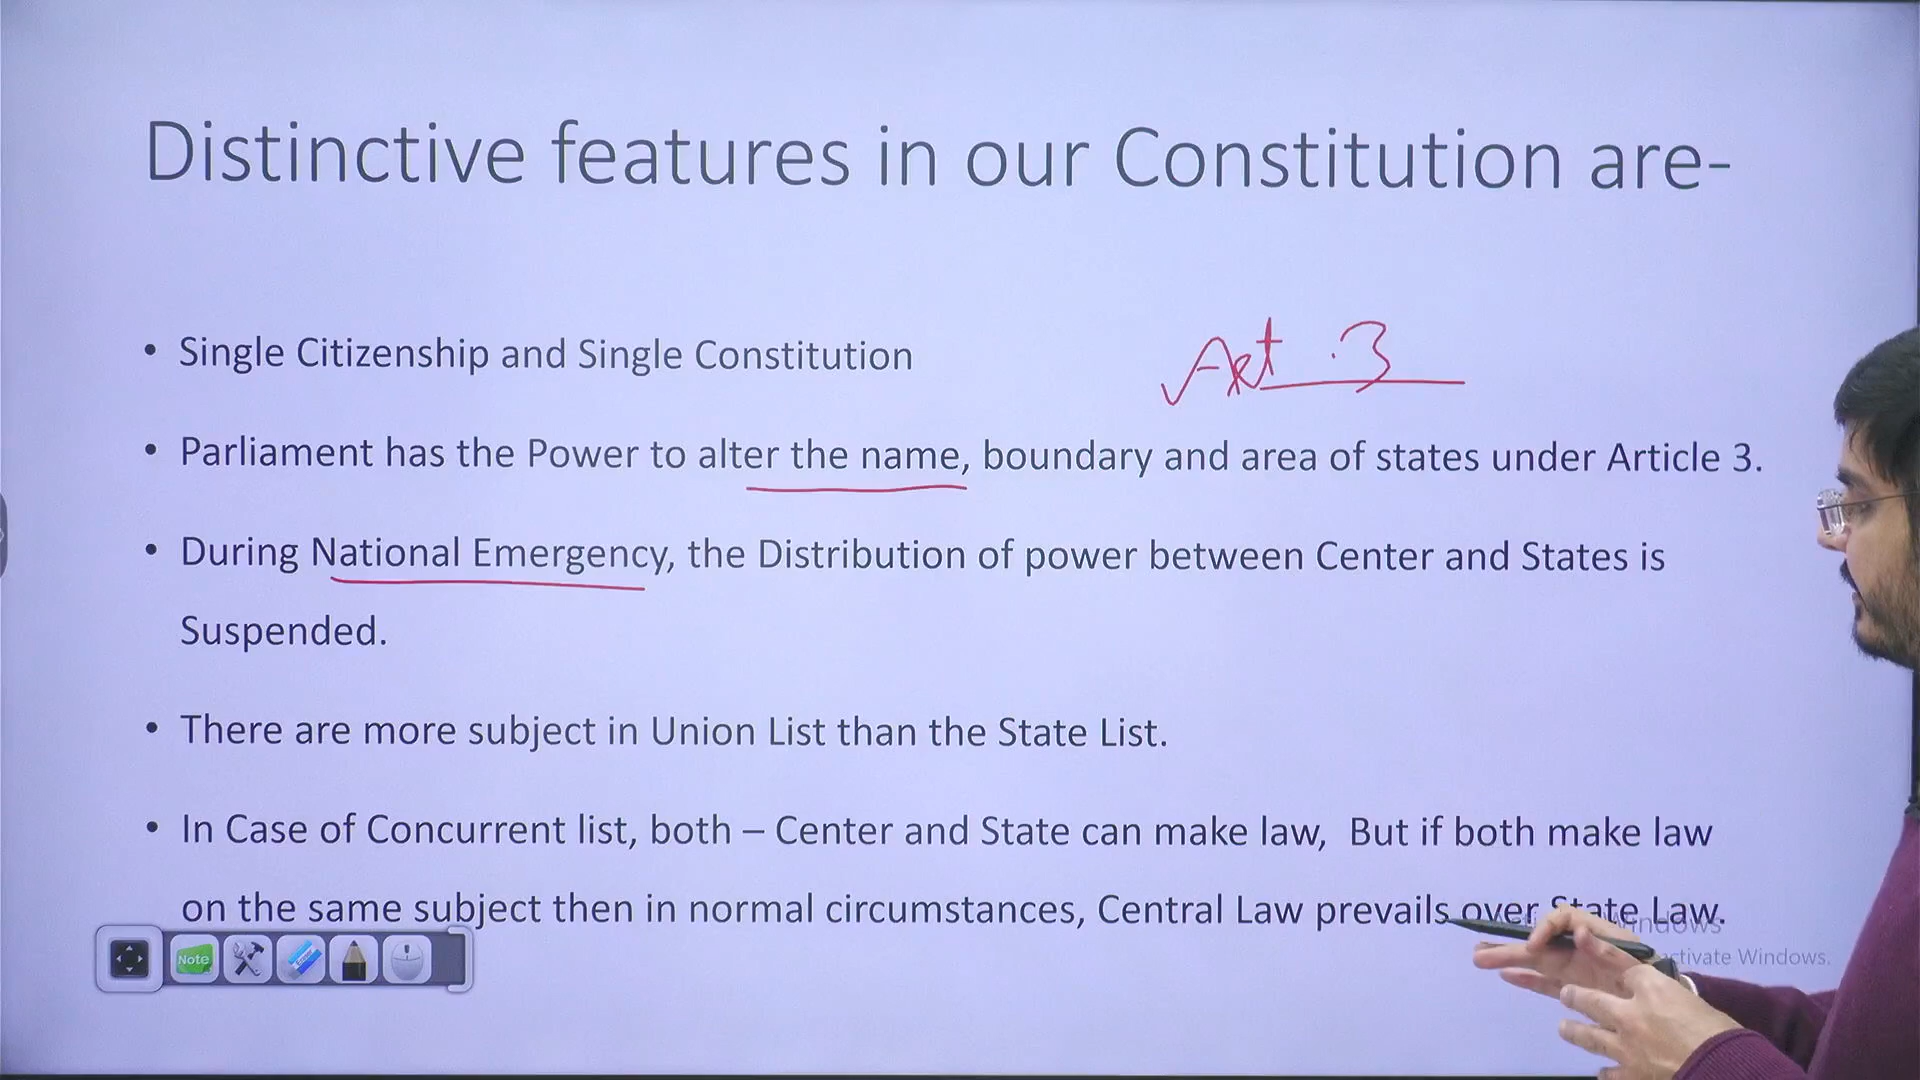 Distinctive features in our Constitution are-
• Single Citizenship and Single Constitution
Art .3
• Parliament has the Power to alter the name, boundary and area of states under Article 3.
• During National Emergency, the Distribution of power between Center and States is
Suspended.
• There are more subject in Union List than the State List.
• In Case of Concurrent list, both – Center and State can make law, But if both make law
on the same subject then in normal circumstances, Central Law prevails over State Law.
Windows
activate Windows.
Note